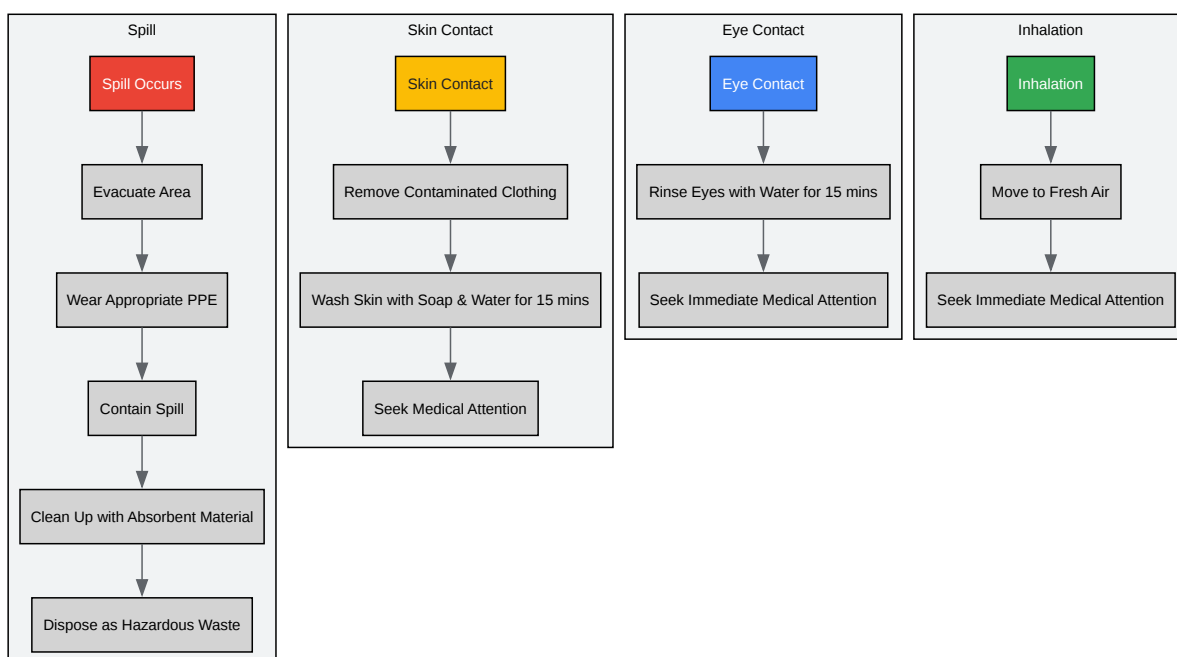 Spill
Spill Occurs
Evacuate Area
Wear Appropriate PPE
Contain Spill
Clean Up with Absorbent Material
Dispose as Hazardous Waste
Skin Contact
Skin Contact
Remove Contaminated Clothing
Wash Skin with Soap & Water for 15 mins
Seek Medical Attention
Eye Contact
Eye Contact
Rinse Eyes with Water for 15 mins
Seek Immediate Medical Attention
Inhalation
Inhalation
Move to Fresh Air
Seek Immediate Medical Attention